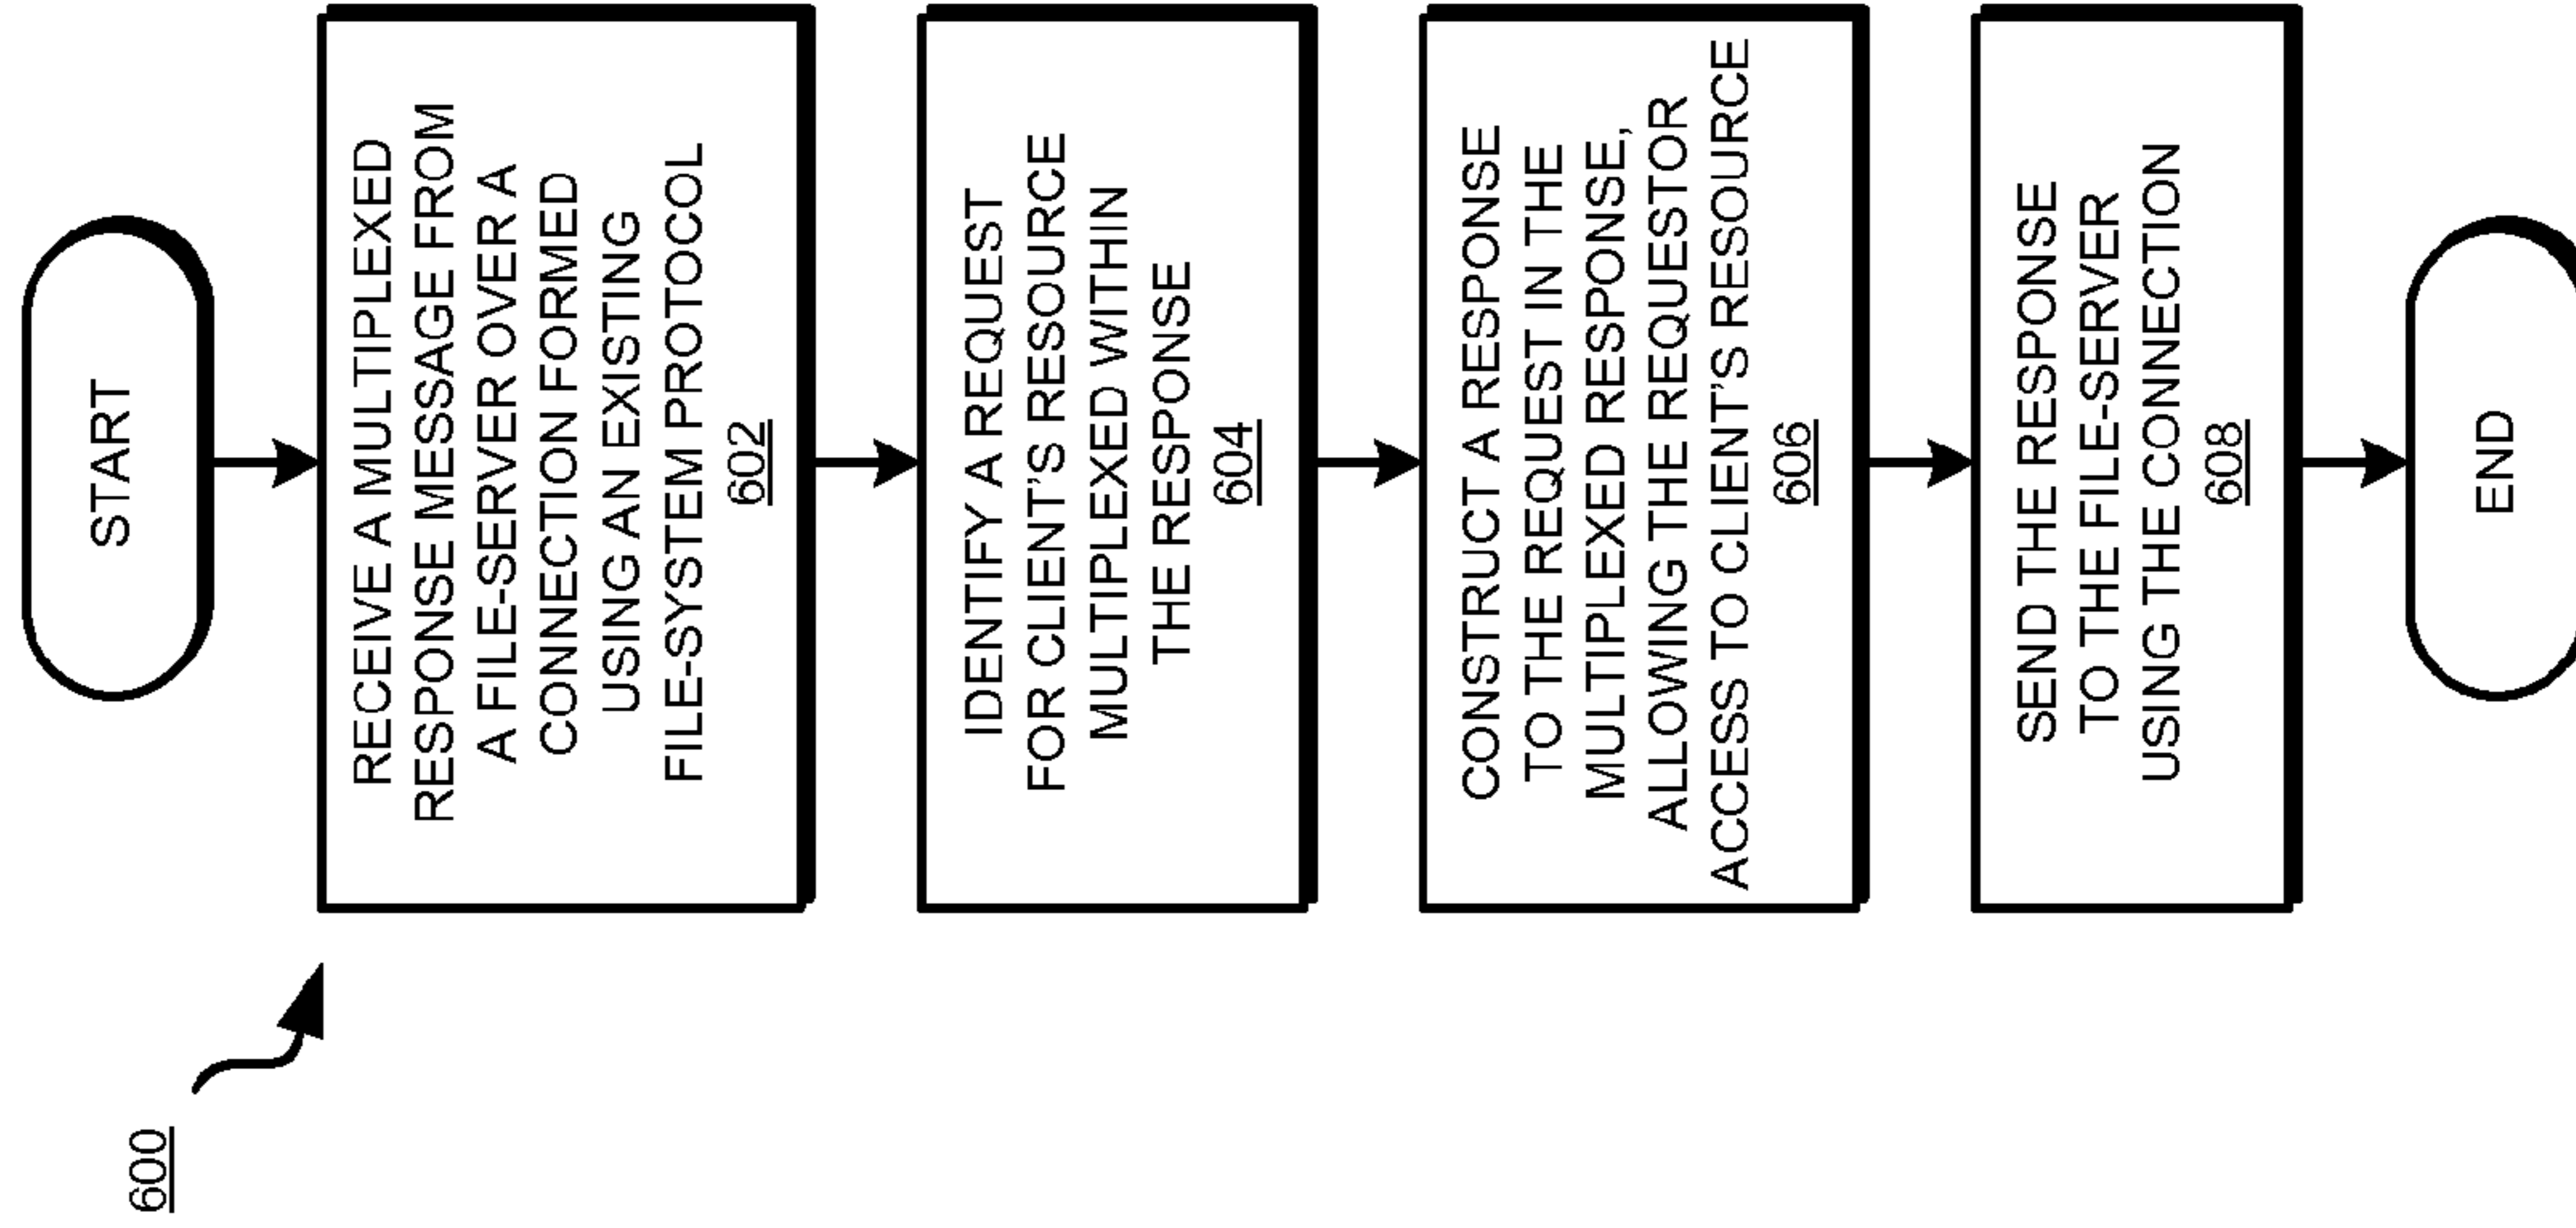 600
START
RECEIVE A MULTIPLEXED
RESPONSE MESSAGE FROM
A FILE-SERVER OVER A
CONNECTION FORMED
USING AN EXISTING
FILE-SYSTEM PROTOCOL
602
IDENTIFY A REQUEST
FOR CLIENT'S RESOURCE
MULTIPLEXED WITHIN
THE RESPONSE
604
CONSTRUCT A RESPONSE
TO THE REQUEST IN THE
MULTIPLEXED RESPONSE,
ALLOWING THE REQUESTOR
ACCESS TO CLIENT'S RESOURCE
606
SEND THE RESPONSE
TO THE FILE-SERVER
USING THE CONNECTION
608
END